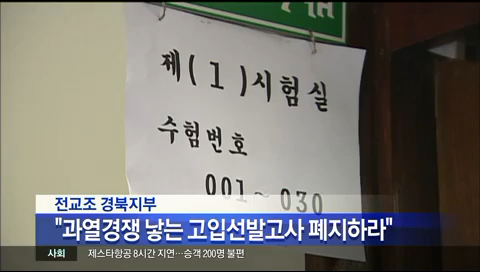 제( 1 )시험실
수험번호
001 ~ 030
전교조 경북지부
"과열경쟁 낳는 고입선발고사 폐지하라"
사회 제스타항공 8시간 지연…승객 200명 불편